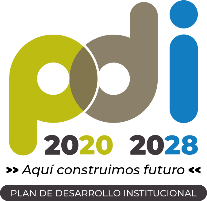 pdi
2020 2028
›› Aquí construimos futuro ‹‹
PLAN DE DESARROLLO INSTITUCIONAL